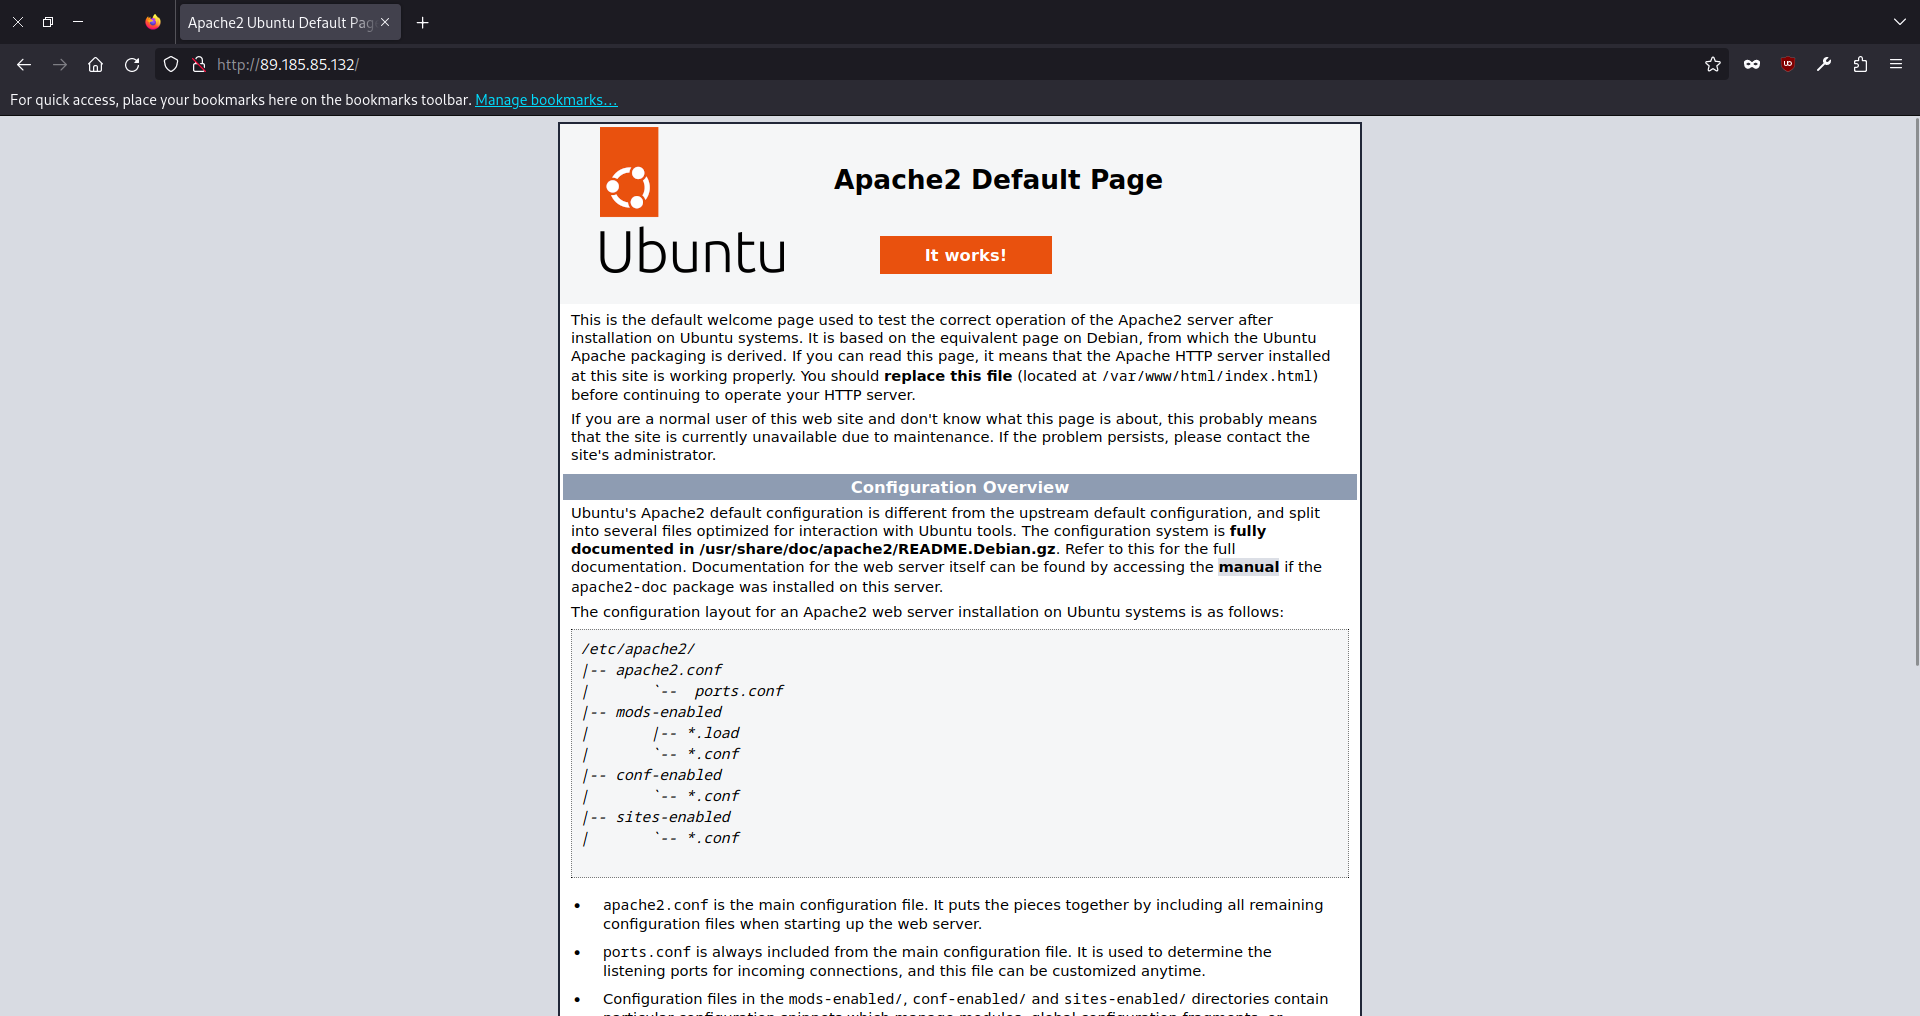 Apache2 Ubuntu Default Pag
http://89.185.85.132/
For quick access, place your bookmarks here on the bookmarks toolbar. Manage bookmarks…
Apache2 Default Page
Ubuntu
It works!
This is the default welcome page used to test the correct operation of the Apache2 server after
installation on Ubuntu systems. It is based on the equivalent page on Debian, from which the Ubuntu
Apache packaging is derived. If you can read this page, it means that the Apache HTTP server installed
at this site is working properly. You should replace this file (located at /var/www/html/index.html)
before continuing to operate your HTTP server.
If you are a normal user of this web site and don't know what this page is about, this probably means
that the site is currently unavailable due to maintenance. If the problem persists, please contact the
site's administrator.
Configuration Overview
Ubuntu's Apache2 default configuration is different from the upstream default configuration, and split
into several files optimized for interaction with Ubuntu tools. The configuration system is fully
documented in /usr/share/doc/apache2/README.Debian.gz. Refer to this for the full
documentation. Documentation for the web server itself can be found by accessing the manual if the
apache2-doc package was installed on this server.
The configuration layout for an Apache2 web server installation on Ubuntu systems is as follows:
/etc/apache2/
|-- apache2.conf
|       `--  ports.conf
|-- mods-enabled
|       |-- *.load
|       `-- *.conf
|-- conf-enabled
|       `-- *.conf
|-- sites-enabled
|       `-- *.conf
• apache2.conf is the main configuration file. It puts the pieces together by including all remaining
configuration files when starting up the web server.
• ports.conf is always included from the main configuration file. It is used to determine the
listening ports for incoming connections, and this file can be customized anytime.
• Configuration files in the mods-enabled/, conf-enabled/ and sites-enabled/ directories contain
particular configuration snippets which manage modules, global configuration fragments, or